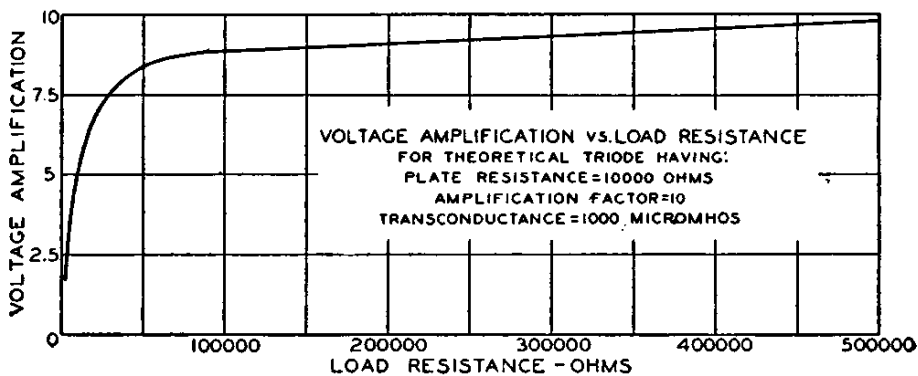 VOLTAGE AMPLIFICATION
10
7.5
5
2.5
0
VOLTAGE AMPLIFICATION VS. LOAD RESISTANCE
FOR THEORETICAL TRIODE HAVING:
PLATE RESISTANCE=10000 OHMS
AMPLIFICATION FACTOR=10
TRANSCONDUCTANCE=1000 MICROMHOS
0 100000 200000 300000 400000 500000
LOAD RESISTANCE-OHMS